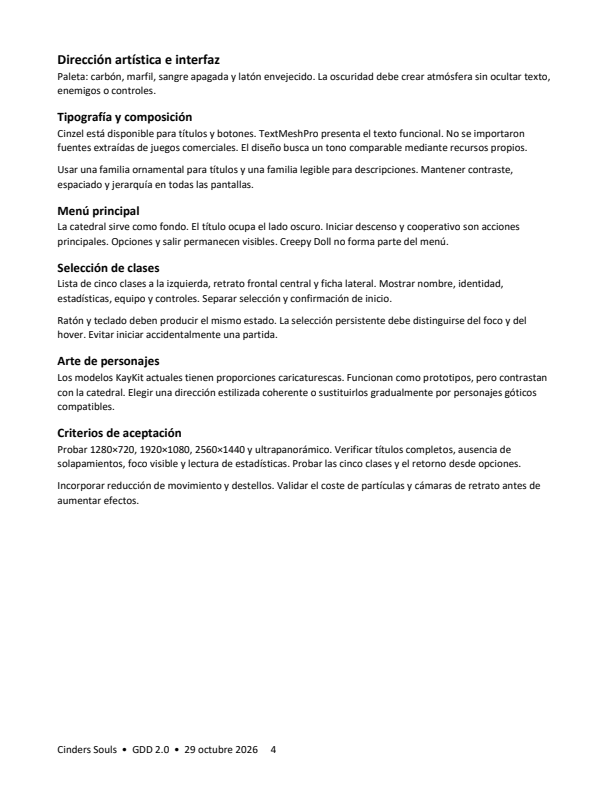 Dirección artística e interfaz
Paleta: carbón, marfil, sangre apagada y latón envejecido. La oscuridad debe crear atmósfera sin ocultar texto,
enemigos o controles.
Tipografía y composición
Cinzel está disponible para títulos y botones. TextMeshPro presenta el texto funcional. No se importaron
fuentes extraídas de juegos comerciales. El diseño busca un tono comparable mediante recursos propios.
Usar una familia ornamental para títulos y una familia legible para descripciones. Mantener contraste,
espaciado y jerarquía en todas las pantallas.
Menú principal
La catedral sirve como fondo. El título ocupa el lado oscuro. Iniciar descenso y cooperativo son acciones
principales. Opciones y salir permanecen visibles. Creepy Doll no forma parte del menú.
Selección de clases
Lista de cinco clases a la izquierda, retrato frontal central y ficha lateral. Mostrar nombre, identidad,
estadísticas, equipo y controles. Separar selección y confirmación de inicio.
Ratón y teclado deben producir el mismo estado. La selección persistente debe distinguirse del foco y del
hover. Evitar iniciar accidentalmente una partida.
Arte de personajes
Los modelos KayKit actuales tienen proporciones caricaturescas. Funcionan como prototipos, pero contrastan
con la catedral. Elegir una dirección estilizada coherente o sustituirlos gradualmente por personajes góticos
compatibles.
Criterios de aceptación
Probar 1280×720, 1920×1080, 2560×1440 y ultrapanorámico. Verificar títulos completos, ausencia de
solapamientos, foco visible y lectura de estadísticas. Probar las cinco clases y el retorno desde opciones.
Incorporar reducción de movimiento y destellos. Validar el coste de partículas y cámaras de retrato antes de
aumentar efectos.
Cinders Souls • GDD 2.0 • 29 octubre 2026 4